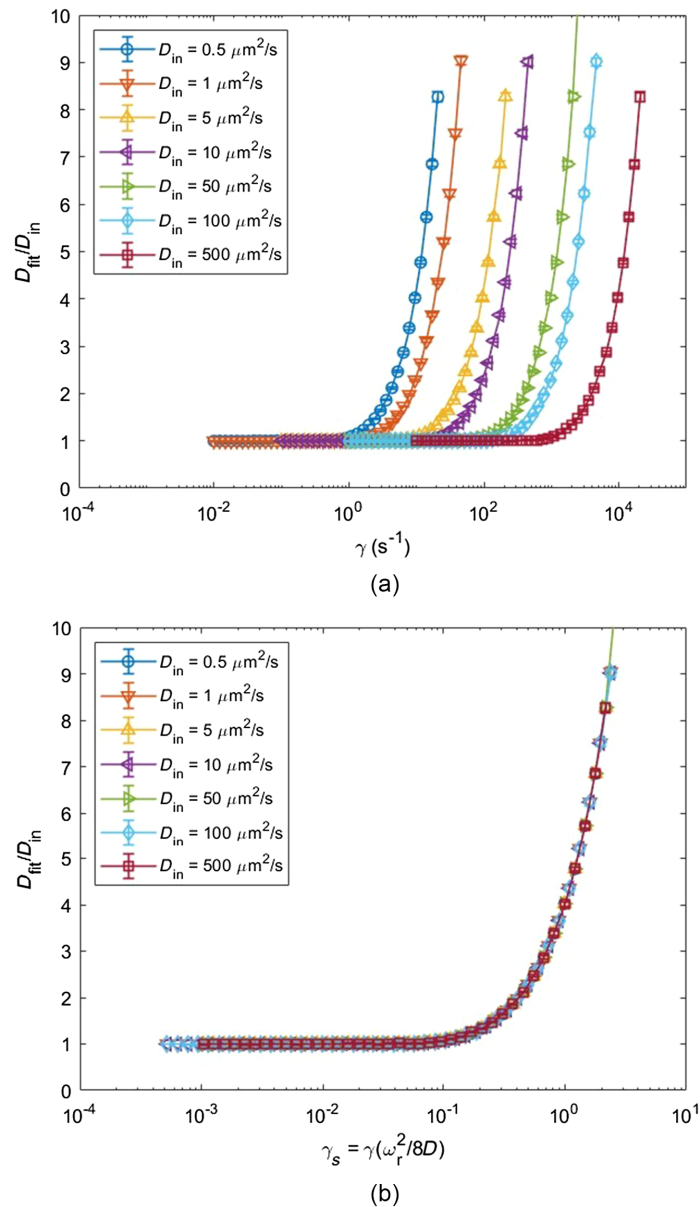 10
9
8
7
6
5
4
3
2
1
0
D_fit/D_in
D_in = 0.5 μm²/s
D_in = 1 μm²/s
D_in = 5 μm²/s
D_in = 10 μm²/s
D_in = 50 μm²/s
D_in = 100 μm²/s
D_in = 500 μm²/s
10⁻⁴ 10⁻² 10⁰ 10² 10⁴
γ (s⁻¹)
(a)
10
9
8
7
6
5
4
3
2
1
0
D_fit/D_in
D_in = 0.5 μm²/s
D_in = 1 μm²/s
D_in = 5 μm²/s
D_in = 10 μm²/s
D_in = 50 μm²/s
D_in = 100 μm²/s
D_in = 500 μm²/s
10⁻⁴ 10⁻³ 10⁻² 10⁻¹ 10⁰ 10¹
γ_s = γ(ω_r²/8D)
(b)